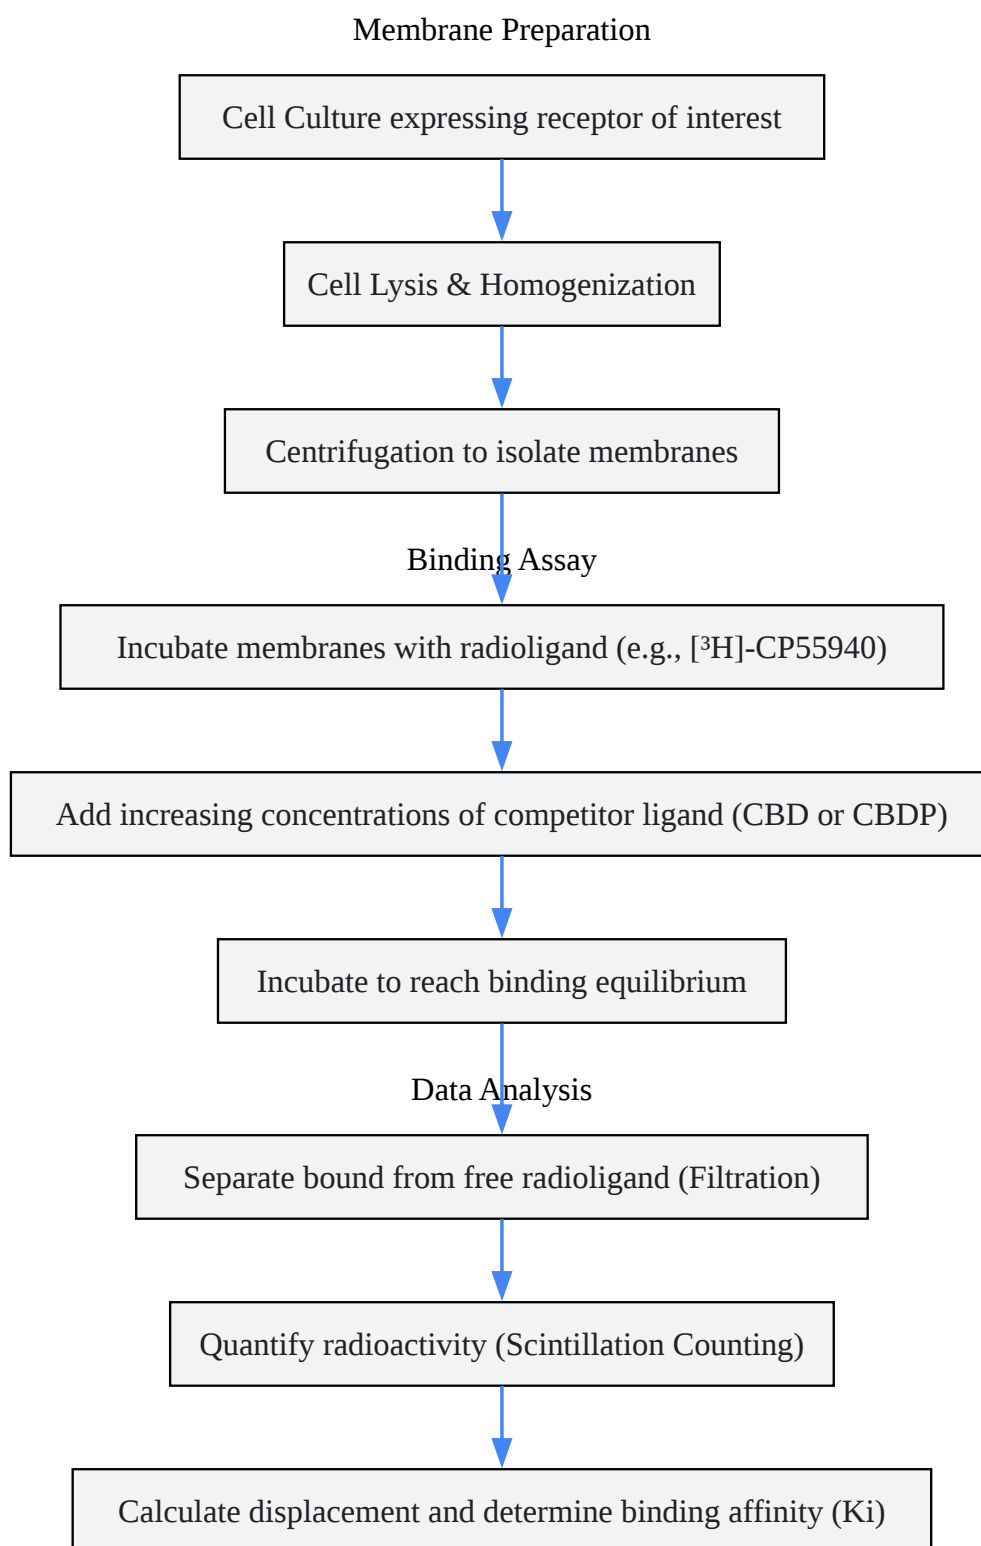 Membrane Preparation
Cell Culture expressing receptor of interest
Cell Lysis & Homogenization
Centrifugation to isolate membranes
Binding Assay
Incubate membranes with radioligand (e.g., [³H]-CP55940)
Add increasing concentrations of competitor ligand (CBD or CBDP)
Incubate to reach binding equilibrium
Data Analysis
Separate bound from free radioligand (Filtration)
Quantify radioactivity (Scintillation Counting)
Calculate displacement and determine binding affinity (Ki)